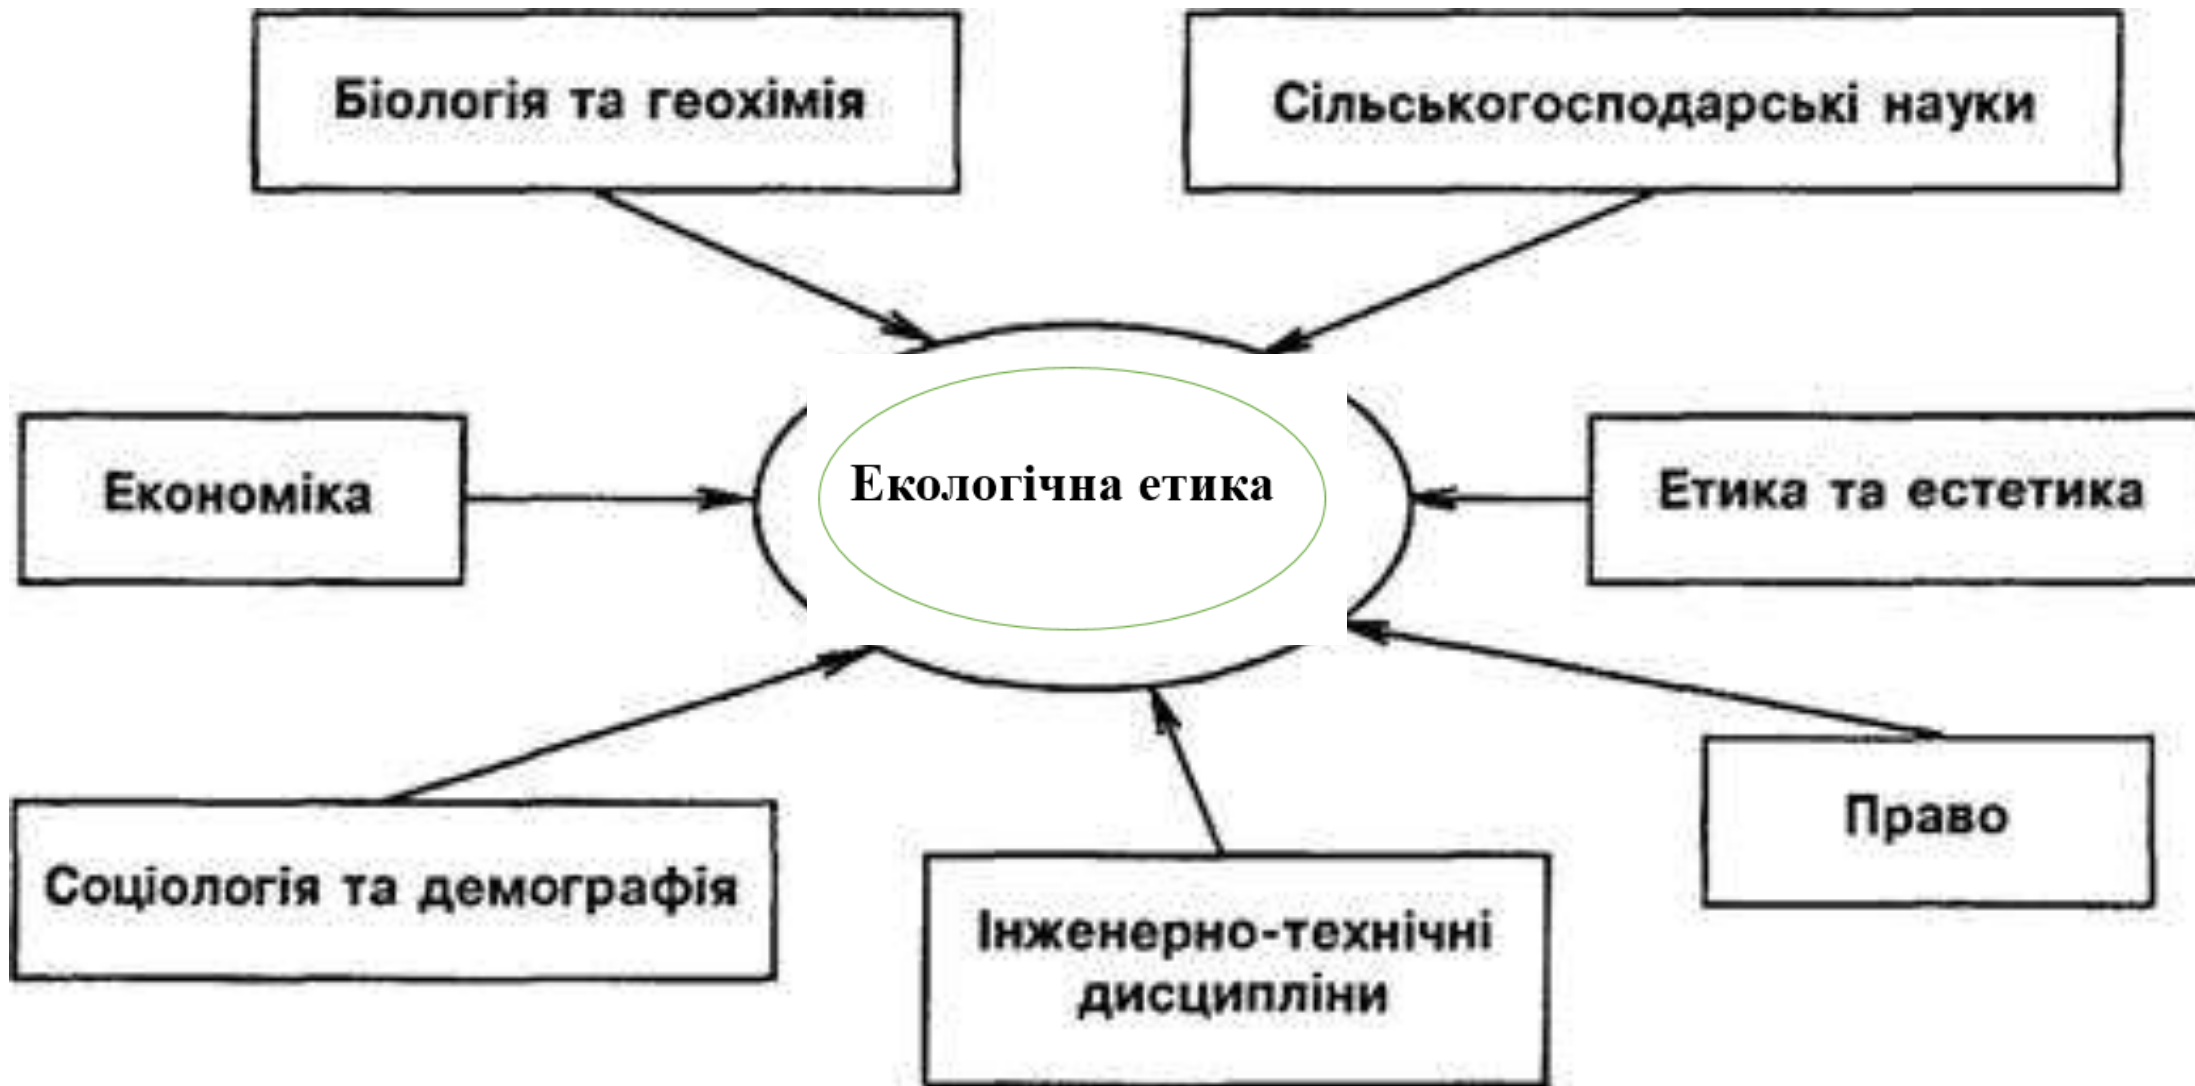 Біологія та геохімія
Сільськогосподарські науки
Економіка
Екологічна етика
Етика та естетика
Соціологія та демографія
Інженерно-технічні
дисципліни
Право